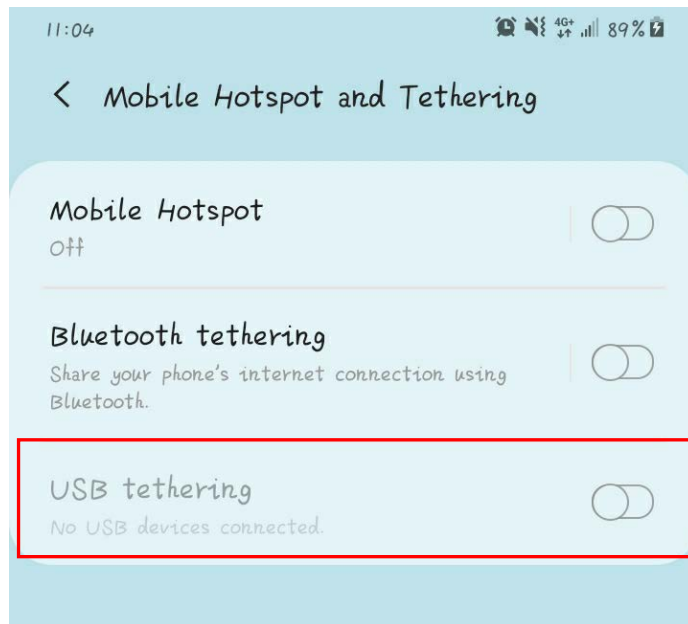 11:04 4G+ 89%
Mobile Hotspot and Tethering
Mobile Hotspot
Off
Bluetooth tethering
Share your phone's internet connection using
Bluetooth.
USB tethering
No USB devices connected.